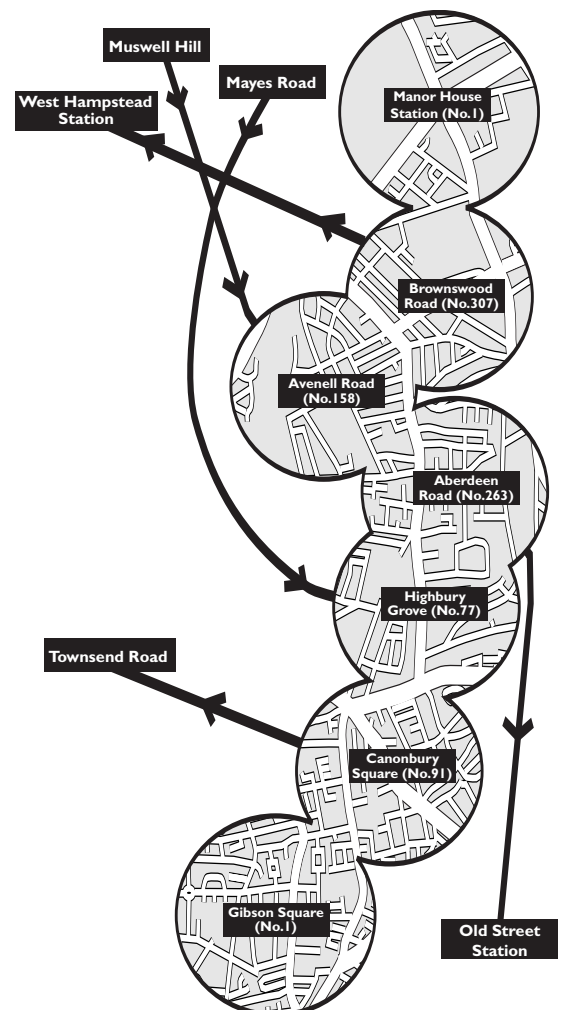 Muswell Hill
Mayes Road
West Hampstead
Station
Manor House
Station (No.1)
Brownswood
Road (No.307)
Avenell Road
(No.158)
Aberdeen
Road (No.263)
Highbury
Grove (No.77)
Townsend Road
Canonbury
Square (No.91)
Gibson Square
(No.1)
Old Street
Station